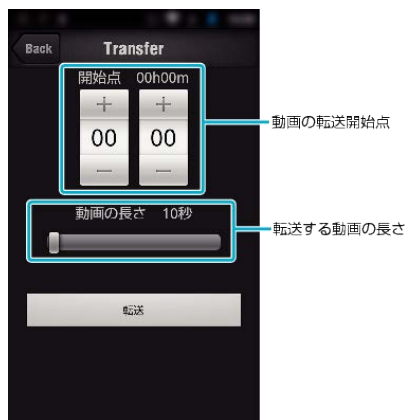 Back
Transfer
開始点 00h00m
+ +
00 00
— —
動画の転送開始点
動画の長さ 10秒
転送する動画の長さ
転送